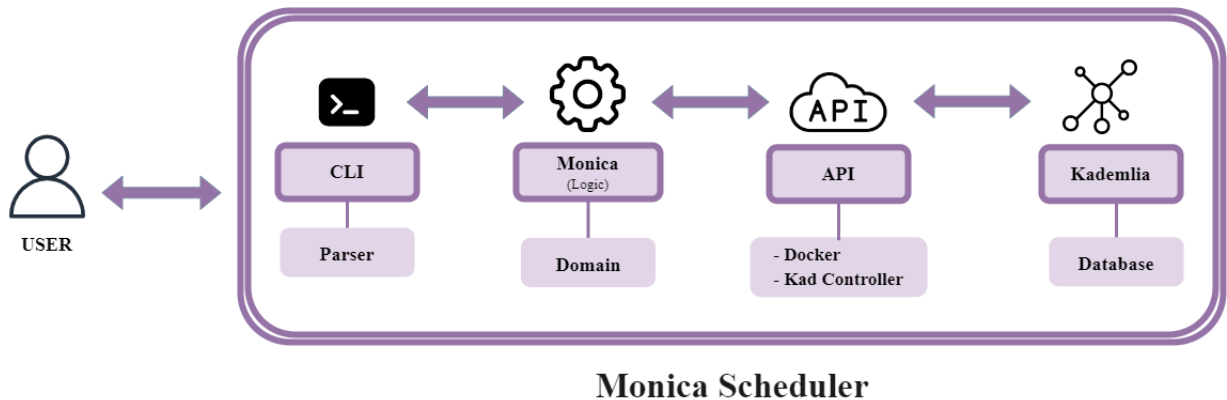 >_
API
CLI
Monica
(Logic)
API
Kademlia
USER
Parser
Domain
- Docker
- Kad Controller
Database
Monica Scheduler